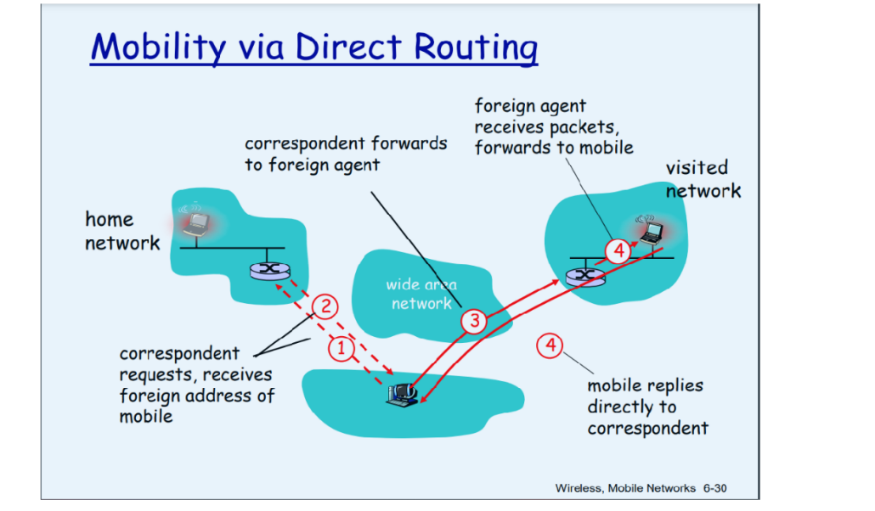 Mobility via Direct Routing
foreign agent
receives packets,
forwards to mobile
correspondent forwards
to foreign agent
visited
network
home
network
wide area
network
4
2
3
1
4
correspondent
requests, receives
foreign address of
mobile
mobile replies
directly to
correspondent
Wireless, Mobile Networks 6-30